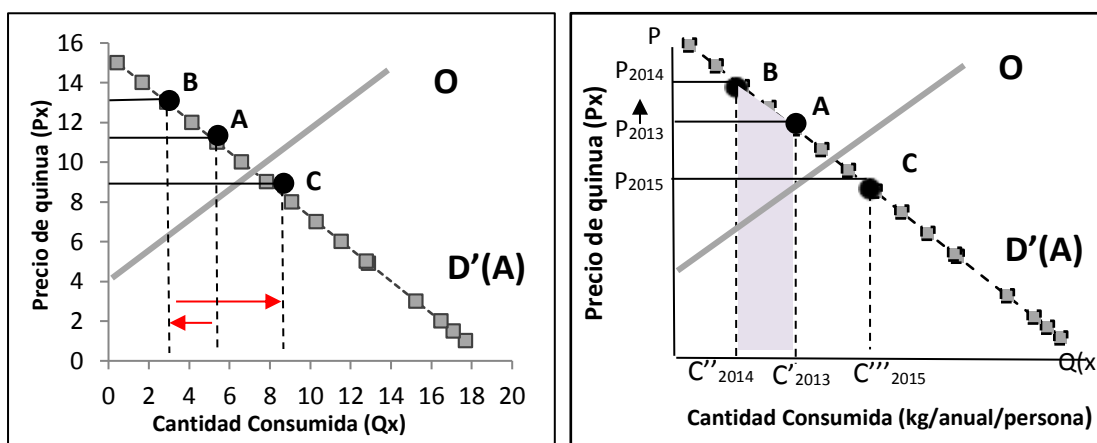 Precio de quinua (Px)
16
14
12
10
8
6
4
2
0
B
A
C
O
D’(A)
0 2 4 6 8 10 12 14 16 18 20
Cantidad Consumida (Qx)
Precio de quinua (Px)
P
P2014
P2013
P2015
B
A
C
O
D’(A)
Q(x
C’’2014 C’2013 C’’’2015
Cantidad Consumida (kg/anual/persona)